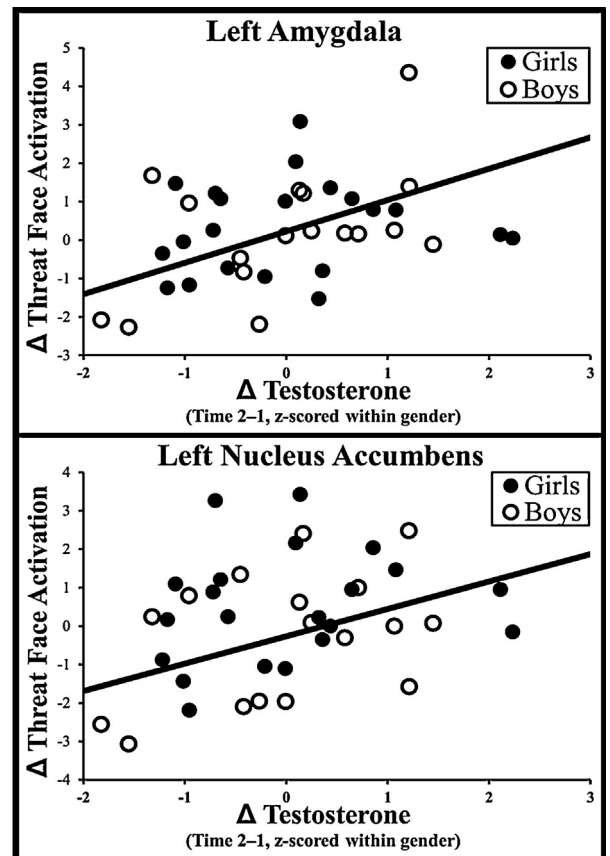 Left Amygdala
Girls
Boys
Δ Threat Face Activation
5
4
3
2
1
0
-1
-2
-3
-2
-1
0
1
2
3
Δ Testosterone
(Time 2–1, z-scored within gender)
Left Nucleus Accumbens
Girls
Boys
Δ Threat Face Activation
4
3
2
1
0
-1
-2
-3
-4
-2
-1
0
1
2
3
Δ Testosterone
(Time 2–1, z-scored within gender)